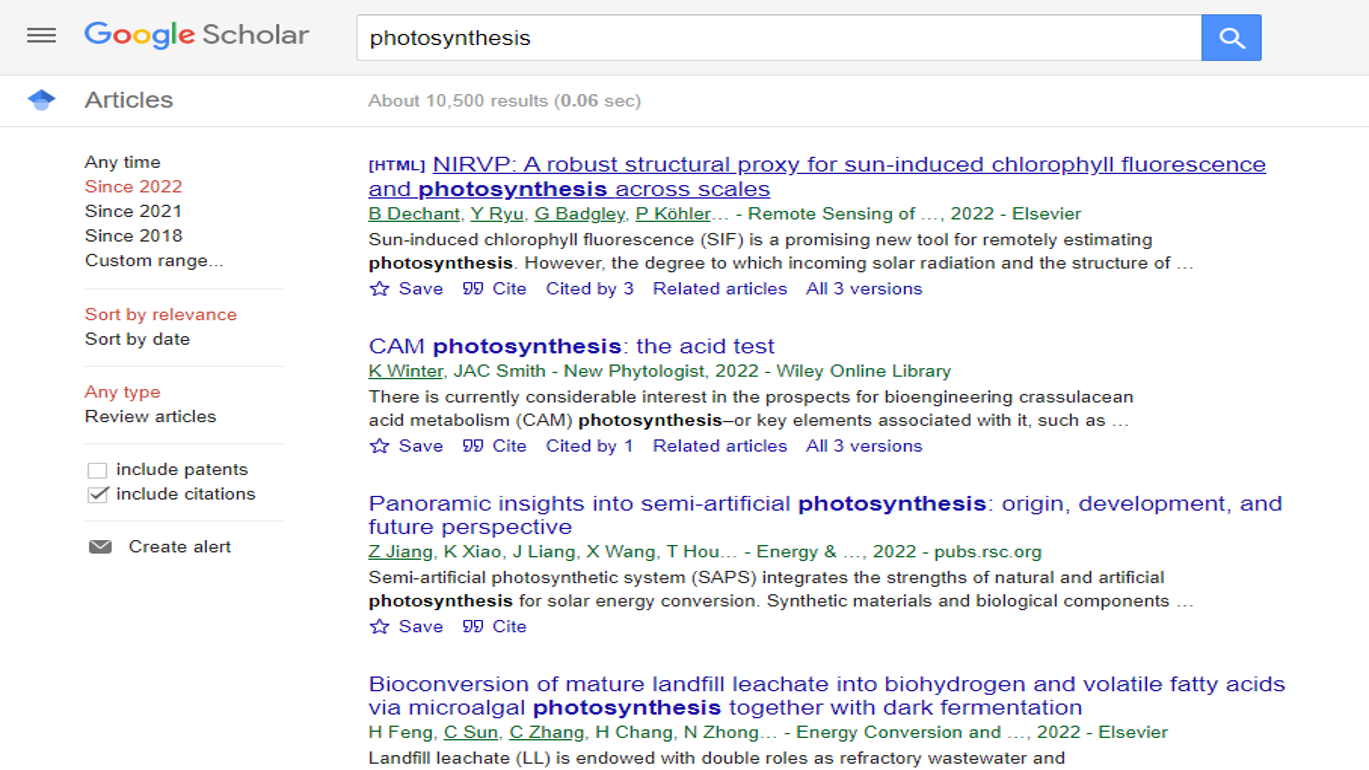 Google Scholar
photosynthesis
Articles
About 10,500 results (0.06 sec)
Any time
Since 2022
Since 2021
Since 2018
Custom range...
Sort by relevance
Sort by date
Any type
Review articles
include patents
include citations
Create alert
[HTML] NIRVP: A robust structural proxy for sun-induced chlorophyll fluorescence
and photosynthesis across scales
B Dechant, Y Ryu, G Badgley, P Köhler… - Remote Sensing of …, 2022 - Elsevier
Sun-induced chlorophyll fluorescence (SIF) is a promising new tool for remotely estimating
photosynthesis. However, the degree to which incoming solar radiation and the structure of …
Save Cite Cited by 3 Related articles All 3 versions
CAM photosynthesis: the acid test
K Winter, JAC Smith - New Phytologist, 2022 - Wiley Online Library
There is currently considerable interest in the prospects for bioengineering crassulacean
acid metabolism (CAM) photosynthesis–or key elements associated with it, such as …
Save Cite Cited by 1 Related articles All 3 versions
Panoramic insights into semi-artificial photosynthesis: origin, development, and
future perspective
Z Jiang, K Xiao, J Liang, X Wang, T Hou… - Energy & …, 2022 - pubs.rsc.org
Semi-artificial photosynthetic system (SAPS) integrates the strengths of natural and artificial
photosynthesis for solar energy conversion. Synthetic materials and biological components …
Save Cite
Bioconversion of mature landfill leachate into biohydrogen and volatile fatty acids
via microalgal photosynthesis together with dark fermentation
H Feng, C Sun, C Zhang, H Chang, N Zhong… - Energy Conversion and …, 2022 - Elsevier
Landfill leachate (LL) is endowed with double roles as refractory wastewater and